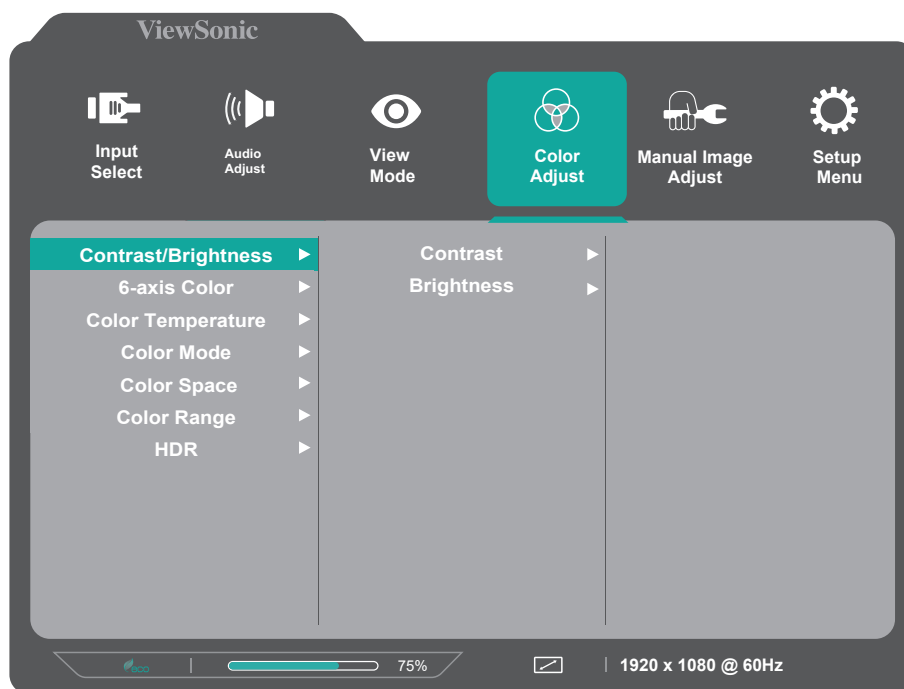 ViewSonic
Input
Select
Audio
Adjust
View
Mode
Color
Adjust
Manual Image
Adjust
Setup
Menu
Contrast/Brightness
6-axis Color
Color Temperature
Color Mode
Color Space
Color Range
HDR
Contrast
Brightness
eco
75%
1920 x 1080 @ 60Hz